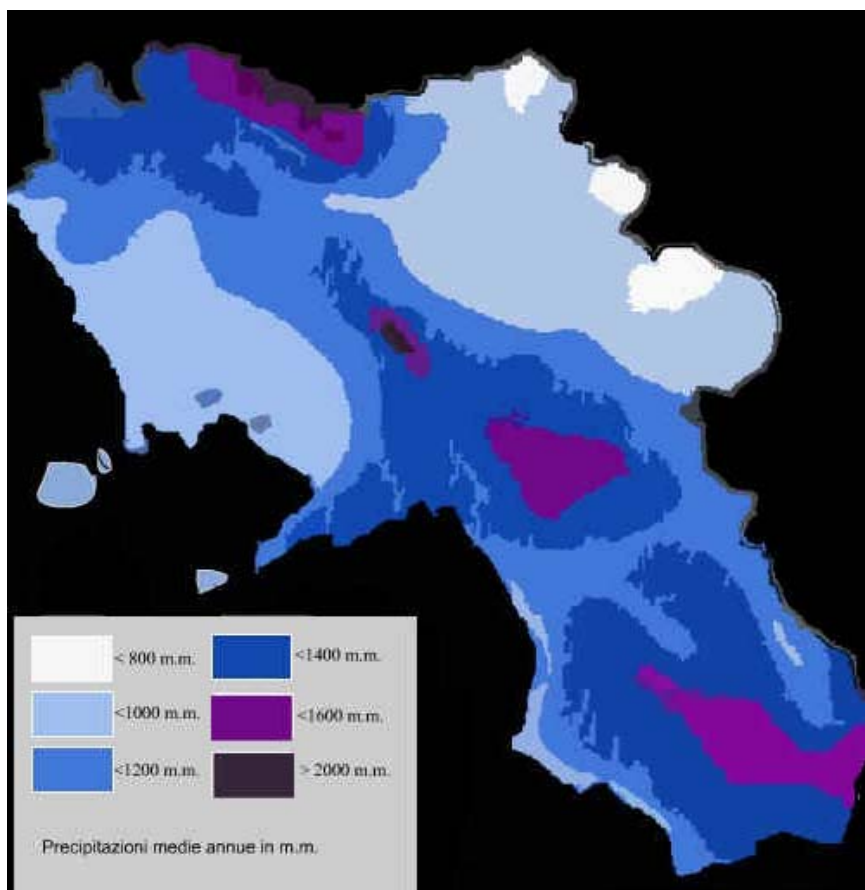 < 800 m.m.
<1400 m.m.
<1000 m.m.
<1600 m.m.
<1200 m.m.
> 2000 m.m.
Precipitazioni medie annue in m.m.